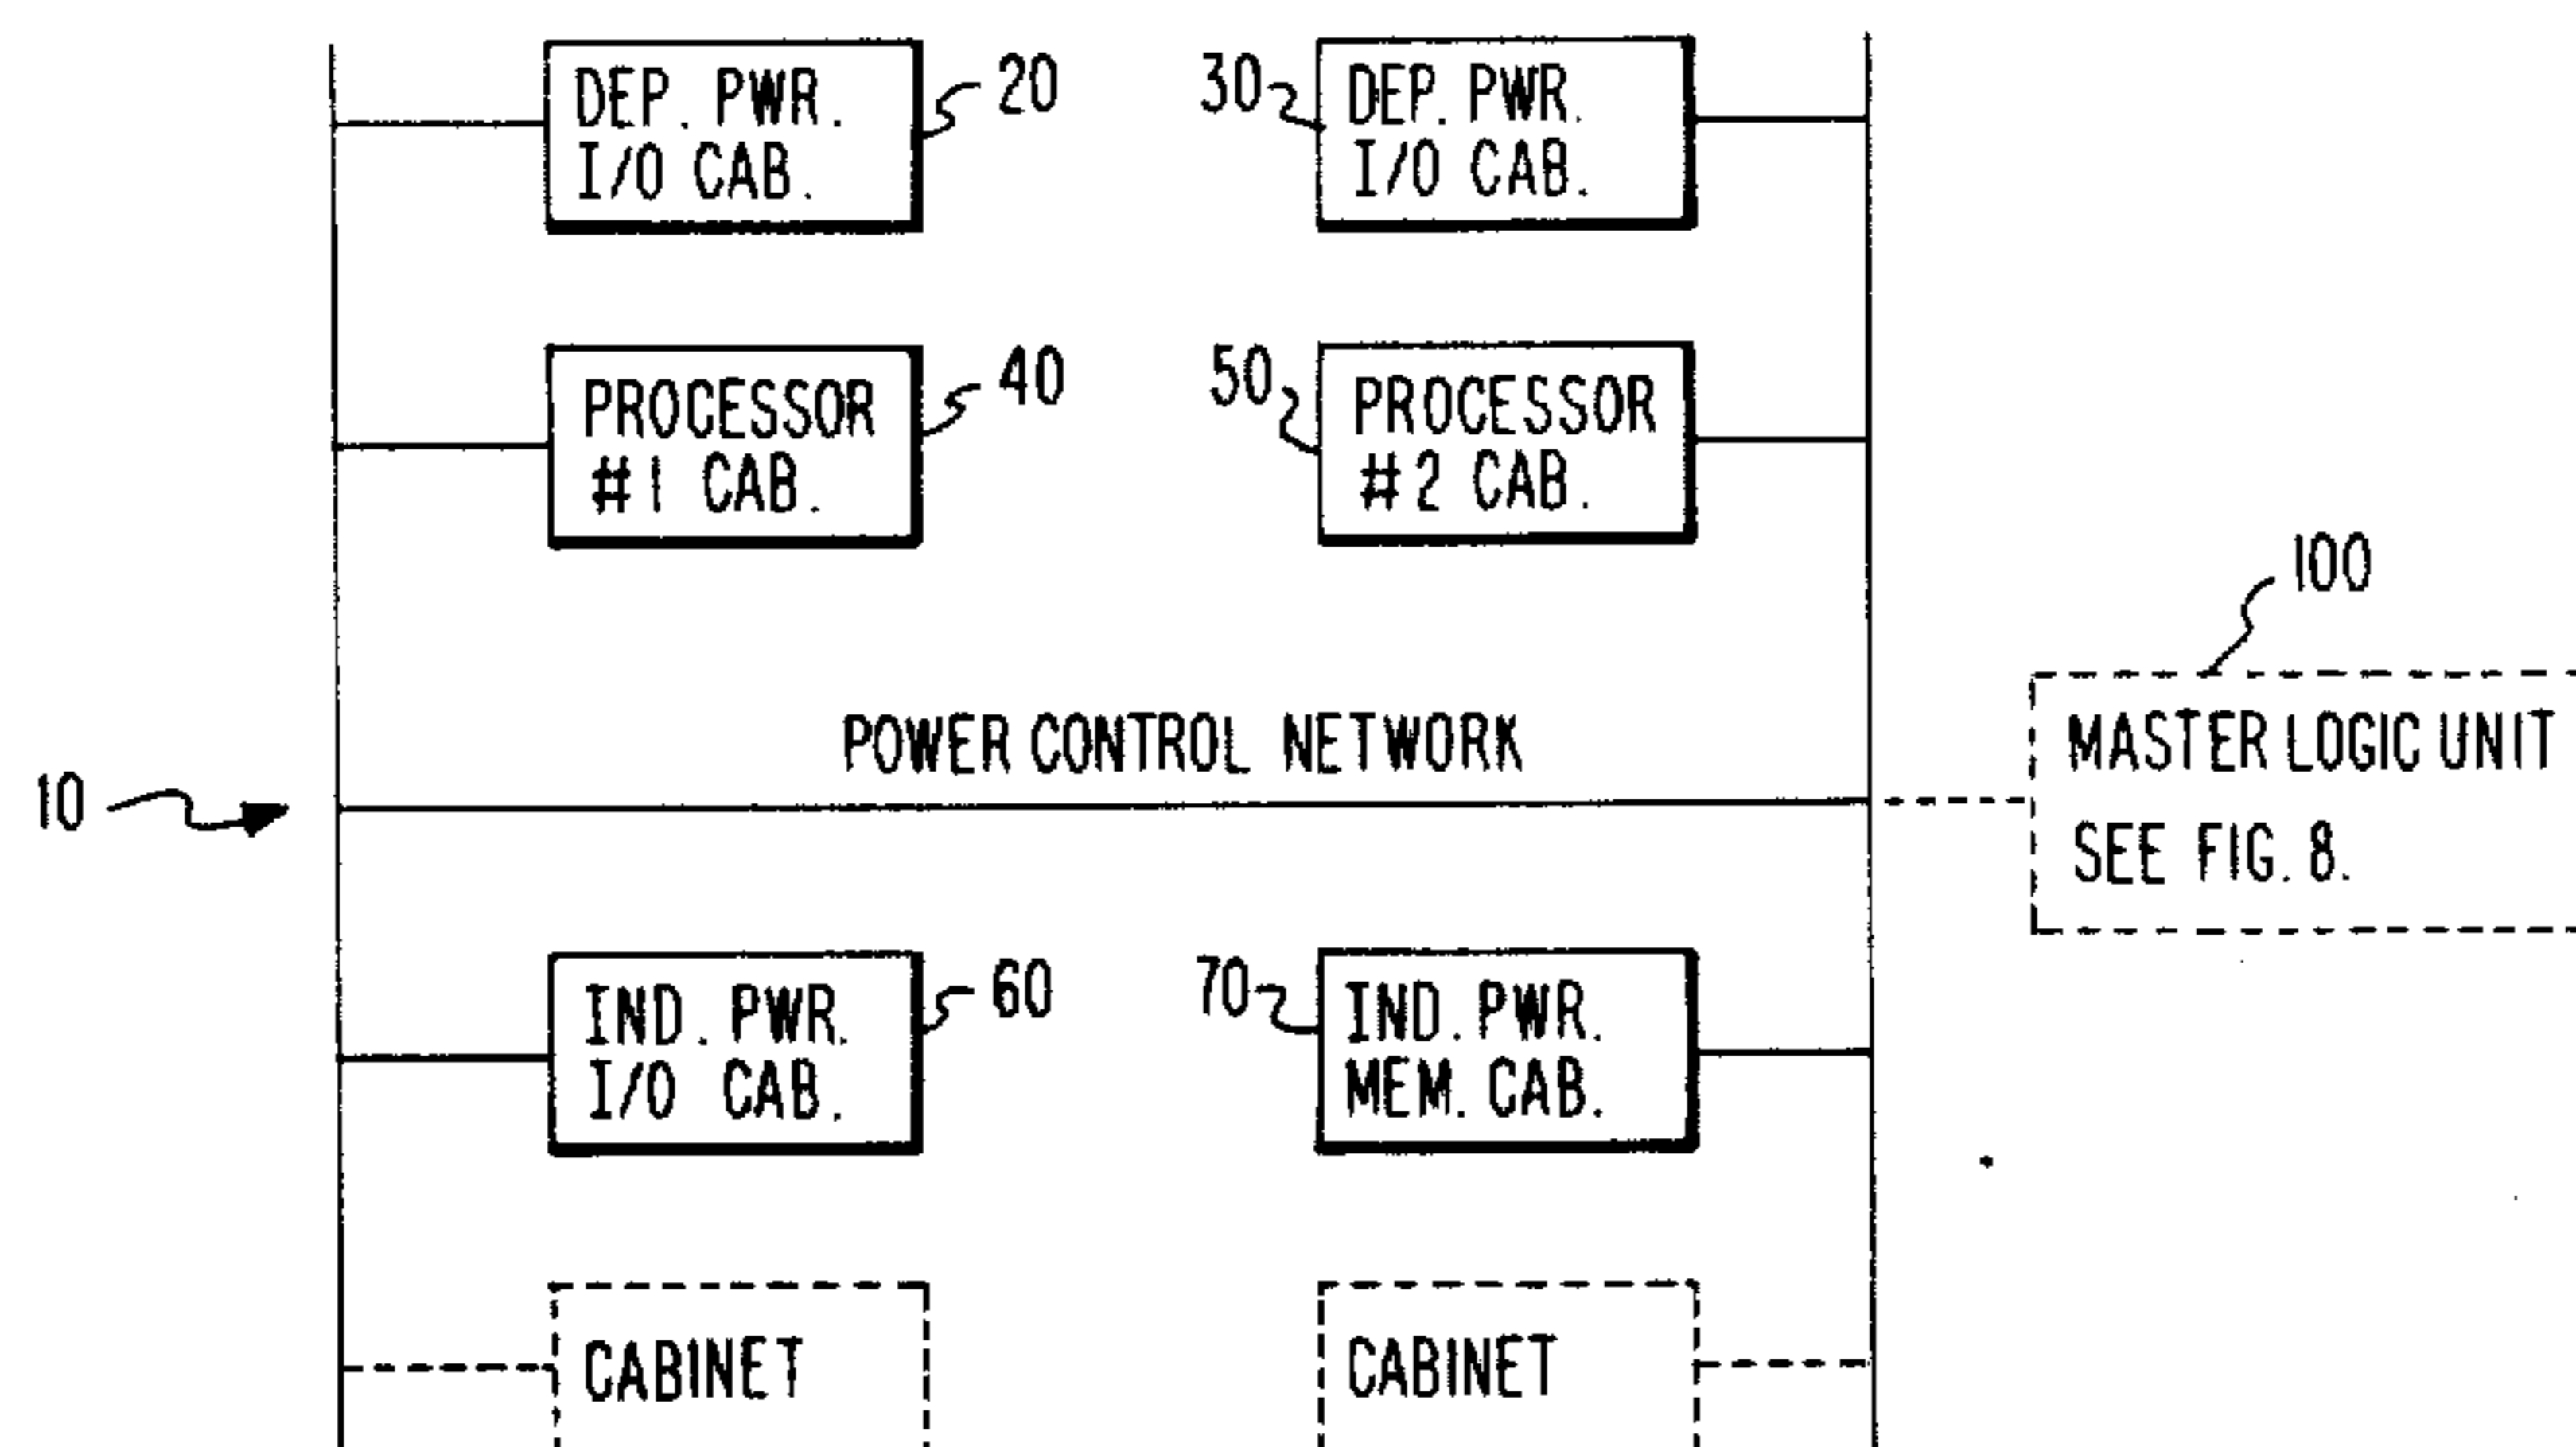 DEP. PWR.
I/O CAB.
20
30
DEP. PWR.
I/O CAB.
PROCESSOR
#1 CAB.
40
50
PROCESSOR
#2 CAB.
100
POWER CONTROL NETWORK
10
MASTER LOGIC UNIT
SEE FIG. 8.
IND. PWR.
I/O CAB.
60
70
IND. PWR.
MEM. CAB.
CABINET
CABINET